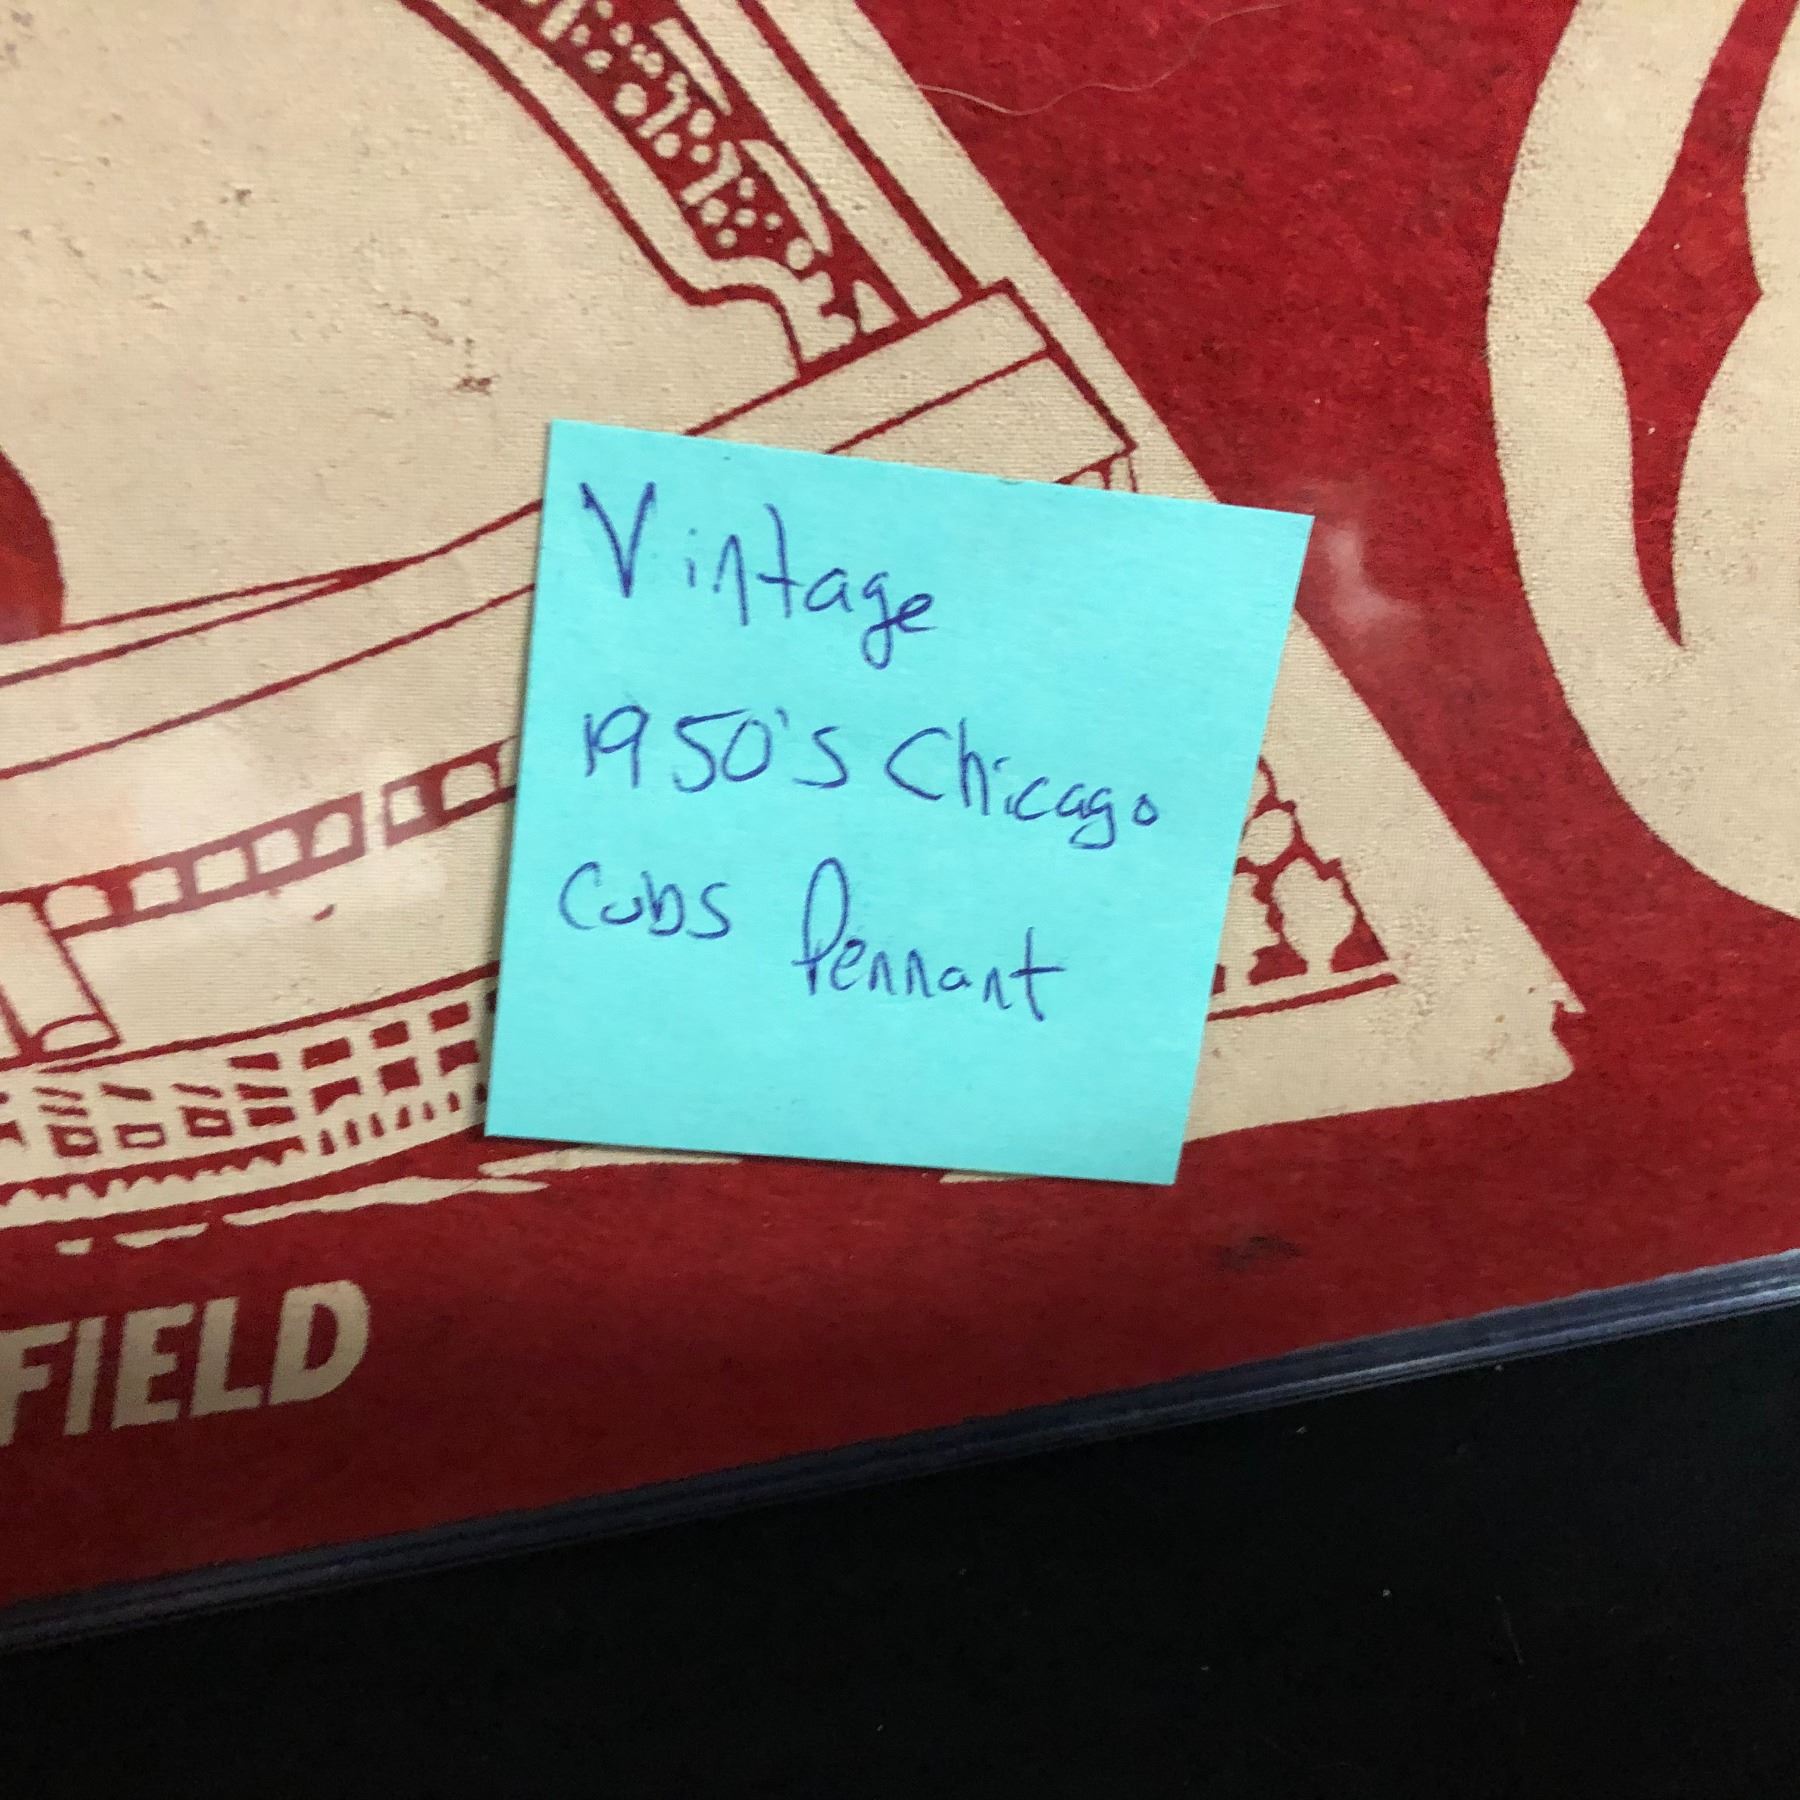 Vintage
1950's Chicago
Cubs Pennant
FIELD